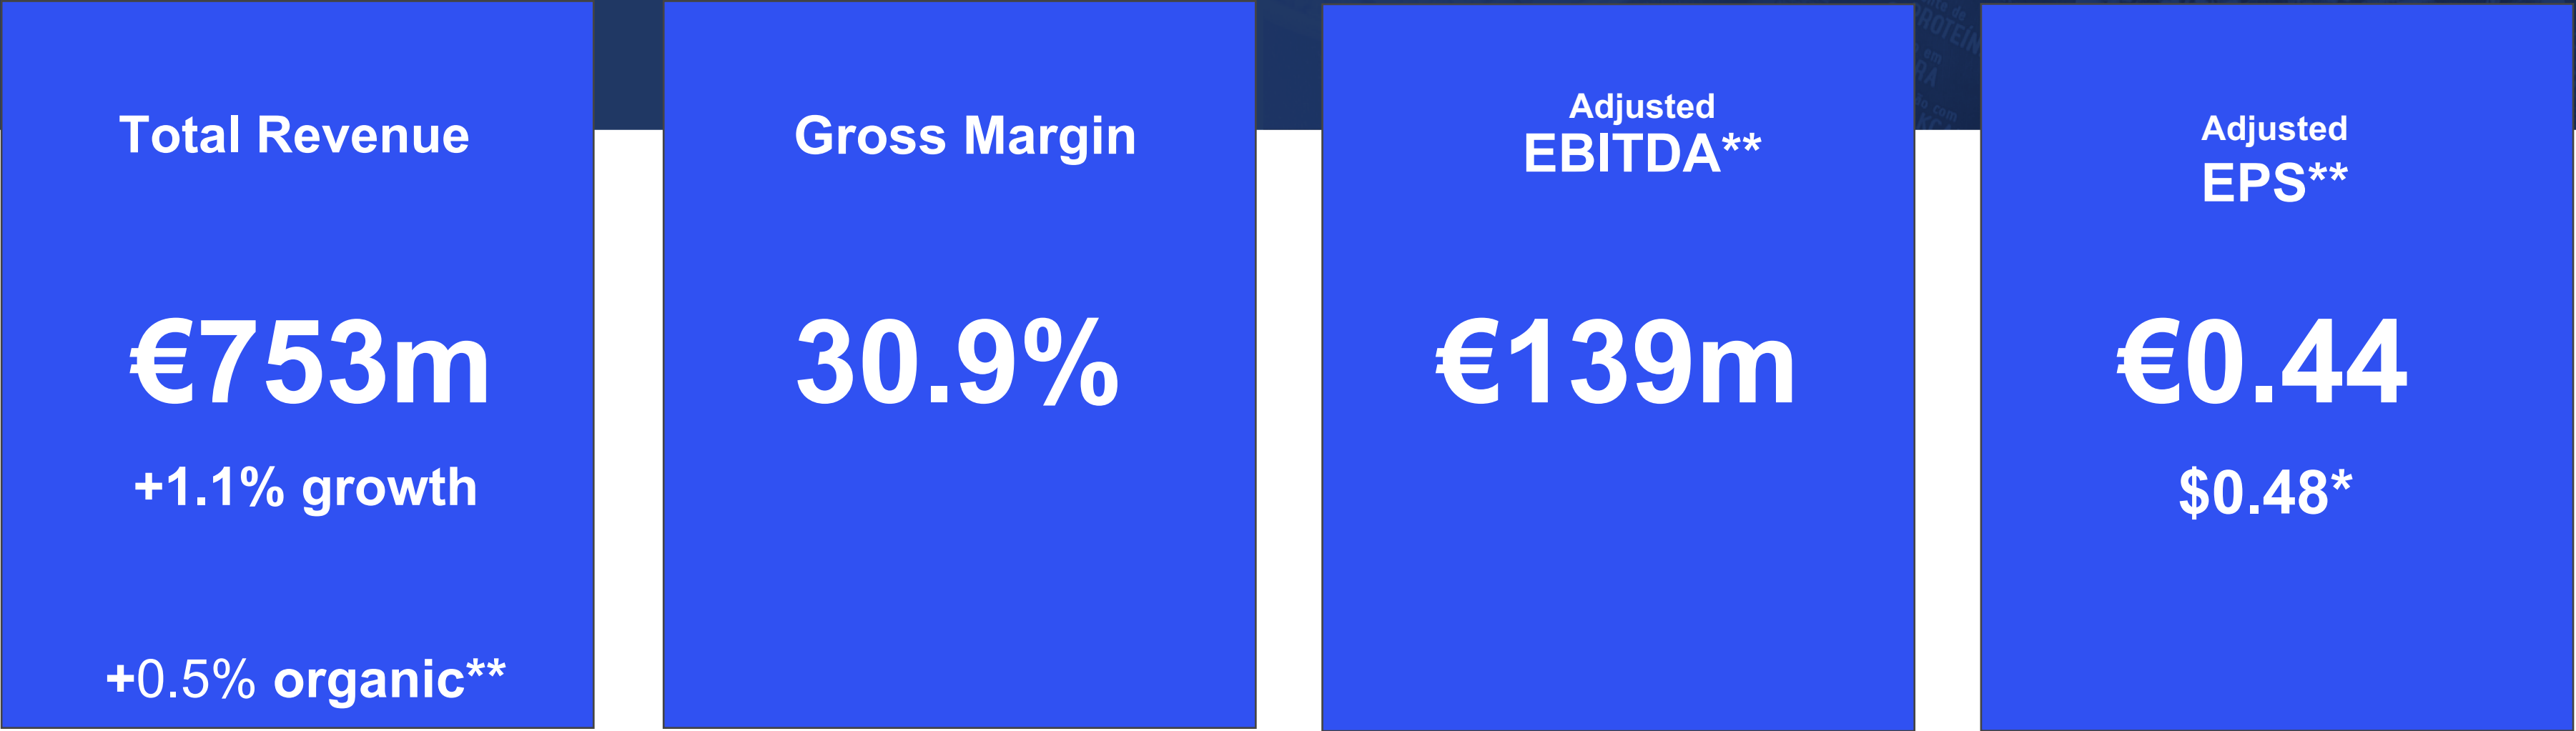 Total Revenue
€753m
+1.1% growth
+0.5% organic**
Gross Margin
30.9%
Adjusted
EBITDA**
€139m
Adjusted
EPS**
€0.44
$0.48*